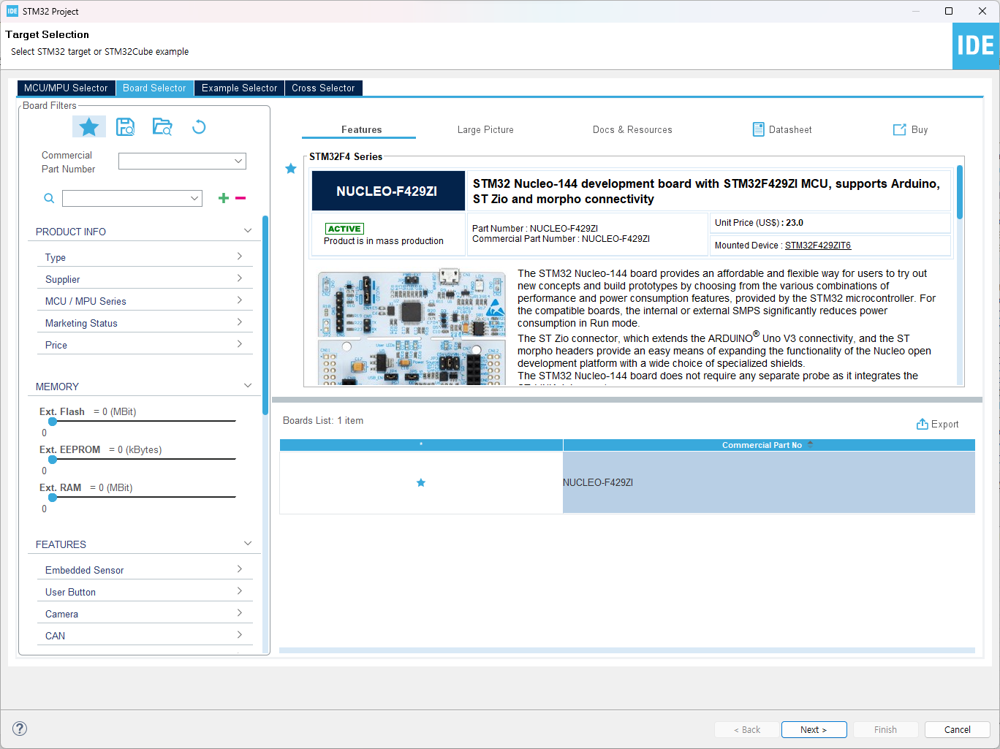 IDE STM32 Project
Target Selection
Select STM32 target or STM32Cube example
IDE
MCU/MPU Selector
Board Selector
Example Selector
Cross Selector
Board Filters
Commercial
Part Number
PRODUCT INFO
Type
Supplier
MCU / MPU Series
Marketing Status
Price
MEMORY
Ext. Flash = 0 (MBit)
0
Ext. EEPROM = 0 (kBytes)
0
Ext. RAM = 0 (MBit)
0
FEATURES
Embedded Sensor
User Button
Camera
CAN
Features
Large Picture
Docs & Resources
Datasheet
Buy
STM32F4 Series
NUCLEO-F429ZI
STM32 Nucleo-144 development board with STM32F429ZI MCU, supports Arduino,
ST Zio and morpho connectivity
ACTIVE
Product is in mass production
Part Number : NUCLEO-F429ZI
Commercial Part Number : NUCLEO-F429ZI
Unit Price (US$) : 23.0
Mounted Device : STM32F429ZIT6
The STM32 Nucleo-144 board provides an affordable and flexible way for users to try out
new concepts and build prototypes by choosing from the various combinations of
performance and power consumption features, provided by the STM32 microcontroller. For
the compatible boards, the internal or external SMPS significantly reduces power
consumption in Run mode.
The ST Zio connector, which extends the ARDUINO® Uno V3 connectivity, and the ST
morpho headers provide an easy means of expanding the functionality of the Nucleo open
development platform with a wide choice of specialized shields.
The STM32 Nucleo-144 board does not require any separate probe as it integrates the
Boards List: 1 item
Export
* Commercial Part No
NUCLEO-F429ZI
?
< Back
Next >
Finish
Cancel